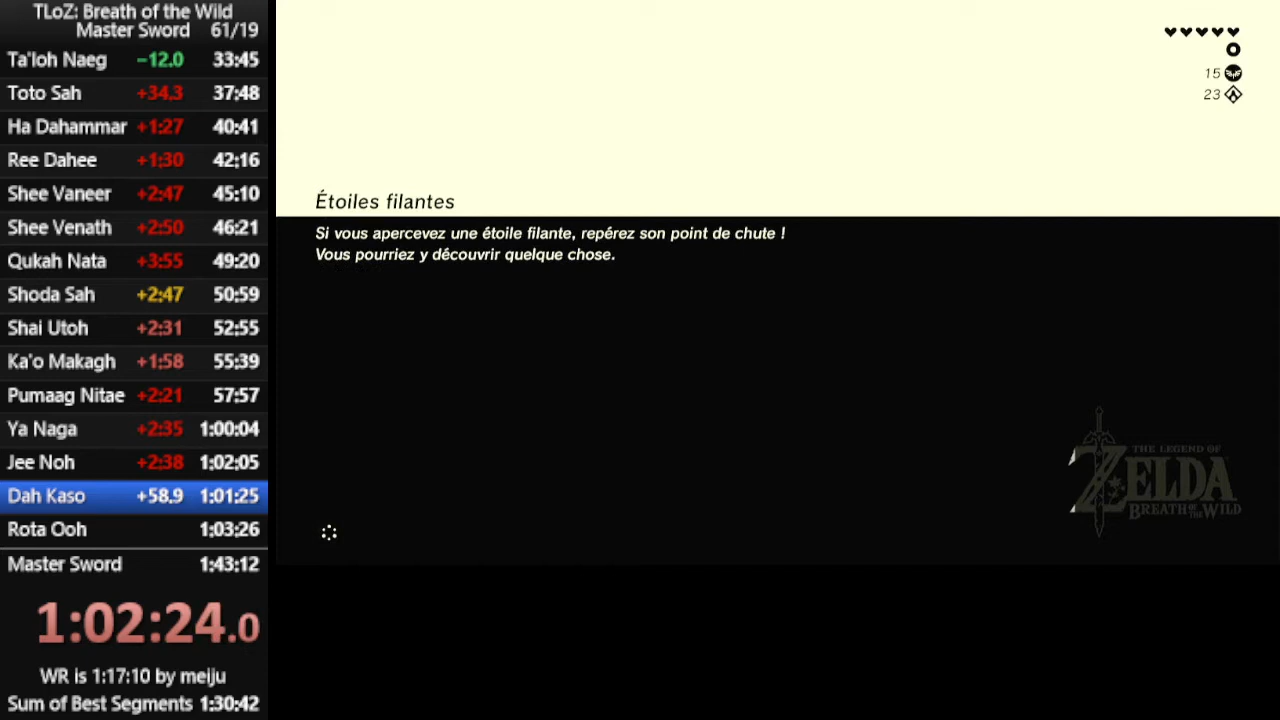 TLoZ: Breath of the Wild
Master Sword 61/19
Ta'loh Naeg -12.0 33:45
Toto Sah +34.3 37:48
Ha Dahammar +1:27 40:41
Ree Dahee +1:30 42:16
Shee Vaneer +2:47 45:10
Shee Venath +2:50 46:21
Qukah Nata +3:55 49:20
Shoda Sah +2:47 50:59
Shai Utoh +2:31 52:55
Ka'o Makagh +1:58 55:39
Pumaag Nitae +2:21 57:57
Ya Naga +2:35 1:00:04
Jee Noh +2:38 1:02:05
Dah Kaso +58.9 1:01:25
Rota Ooh 1:03:26
Master Sword 1:43:12
1:02:24.0
WR is 1:17:10 by meiju
Sum of Best Segments 1:30:42
15
23
Étoiles filantes
Si vous apercevez une étoile filante, repérez son point de chute !
Vous pourriez y découvrir quelque chose.
THE LEGEND OF
ZELDA
BREATH OF THE WILD